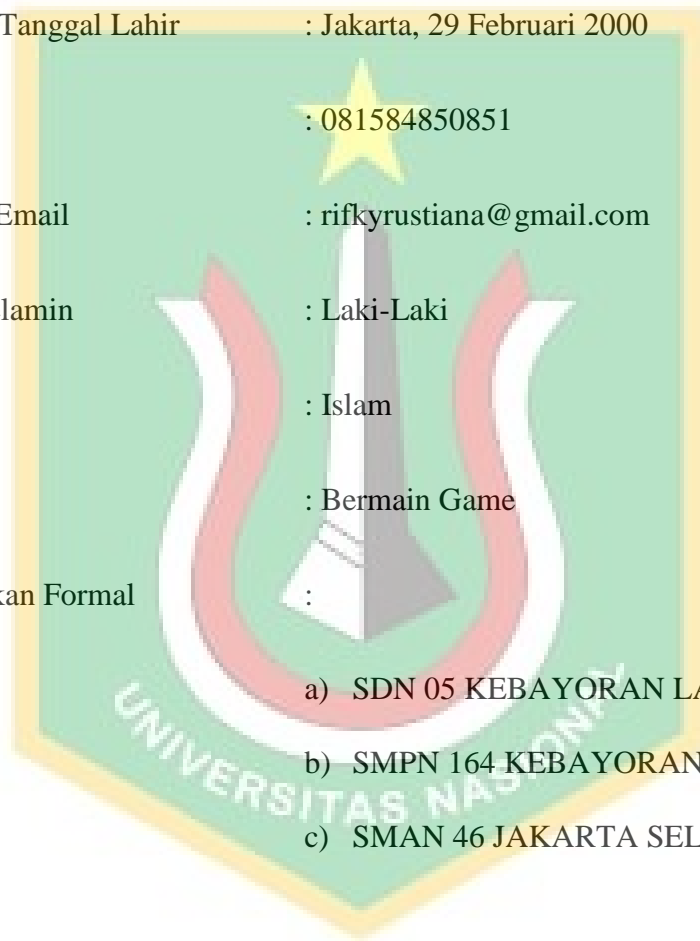 Tanggal Lahir : Jakarta, 29 Februari 2000
: 081584850851
Email : rifkyrustiana@gmail.com
lamin : Laki-Laki
: Islam
: Bermain Game
kan Formal :
a) SDN 05 KEBAYORAN LA
b) SMPN 164 KEBAYORAN
c) SMAN 46 JAKARTA SEL
UNIVERSITAS NASIONAL